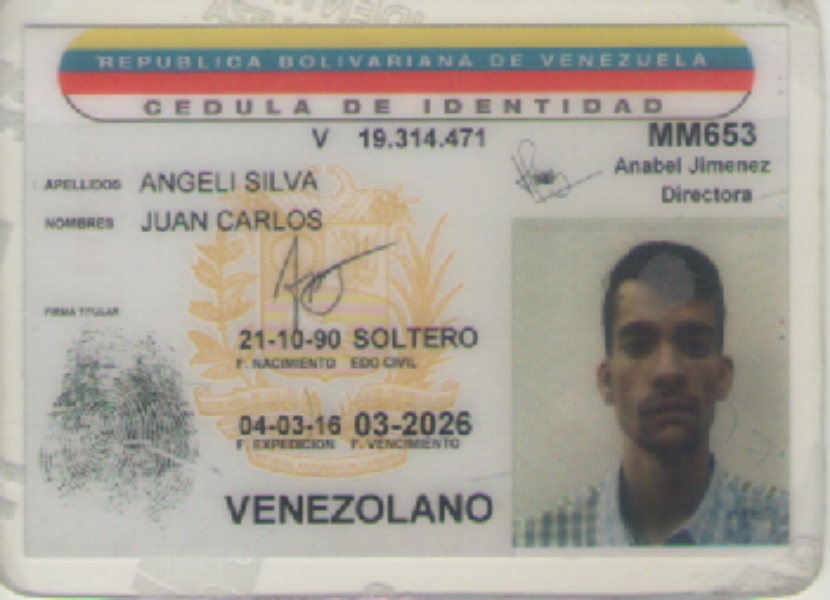 REPUBLICA BOLIVARIANA DE VENEZUELA
CEDULA DE IDENTIDAD
V 19.314.471
MM653
Anabel Jimenez
Directora
APELLIDOS ANGELI SILVA
NOMBRES JUAN CARLOS
FIRMA TITULAR
21-10-90 SOLTERO
F. NACIMIENTO EDO CIVIL
04-03-16 03-2026
F. EXPEDICION F. VENCIMIENTO
VENEZOLANO